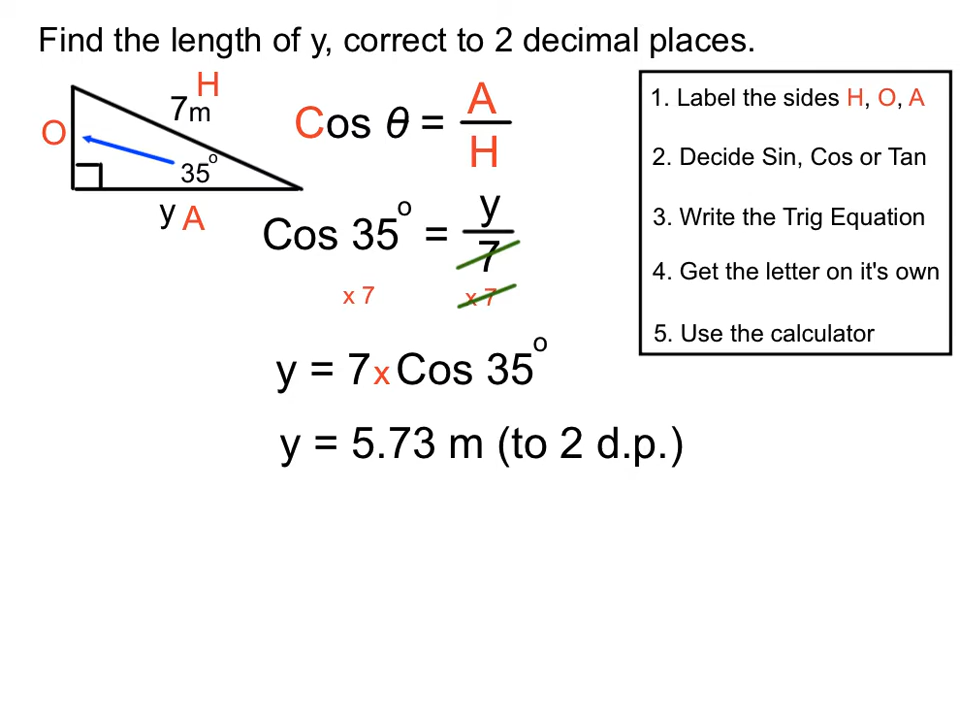 Find the length of y, correct to 2 decimal places.
H
7m
O
35°
y A
Cos θ = A/H
Cos 35° = y/7
x 7 x 7
y = 7 x Cos 35°
y = 5.73 m (to 2 d.p.)
1. Label the sides H, O, A
2. Decide Sin, Cos or Tan
3. Write the Trig Equation
4. Get the letter on it's own
5. Use the calculator